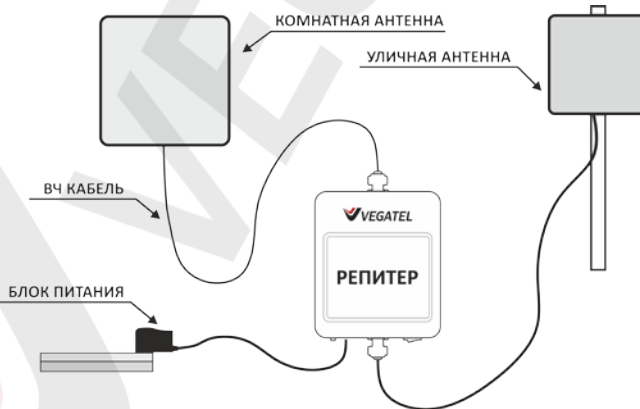 КОМНАТНАЯ АНТЕННА
УЛИЧНАЯ АНТЕННА
ВЧ КАБЕЛЬ
VEGATEL
РЕПИТЕР
БЛОК ПИТАНИЯ